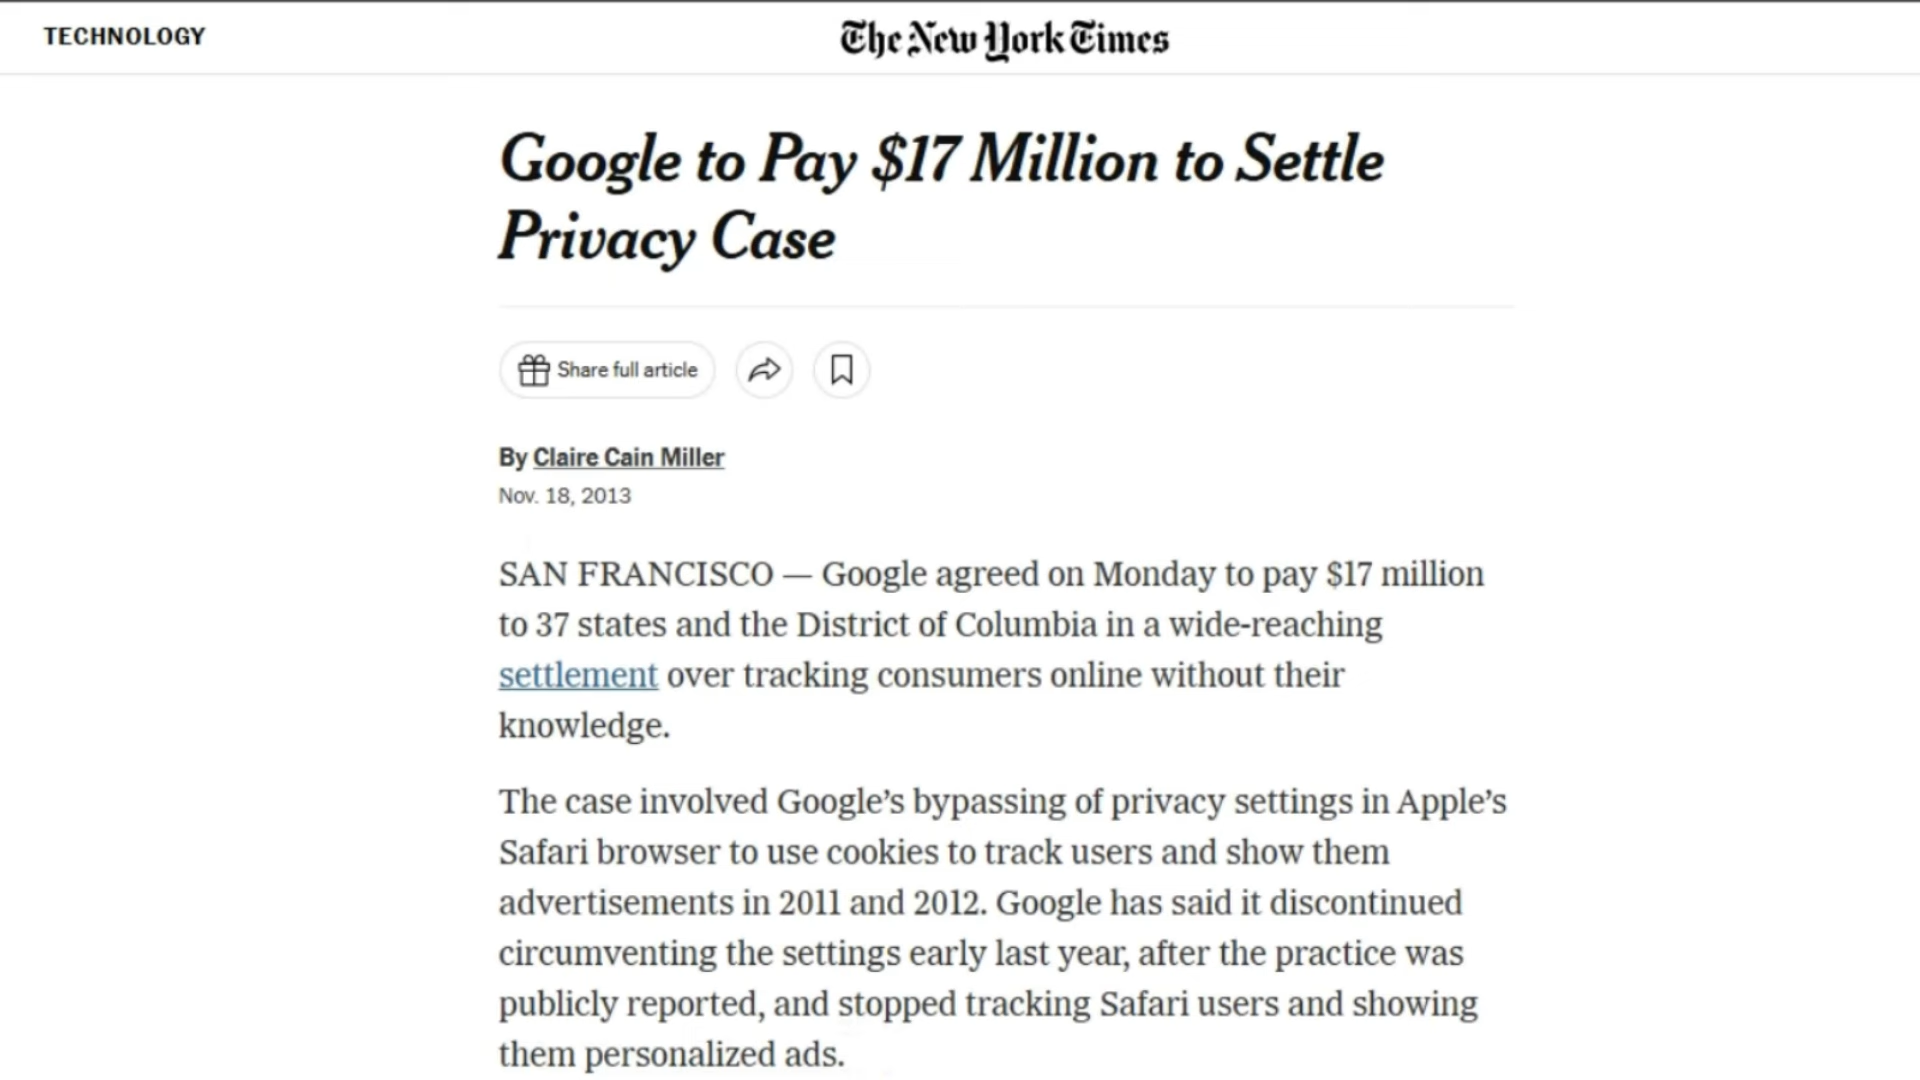 TECHNOLOGY
The New York Times
Google to Pay $17 Million to Settle
Privacy Case
Share full article
By Claire Cain Miller
Nov. 18, 2013
SAN FRANCISCO — Google agreed on Monday to pay $17 million
to 37 states and the District of Columbia in a wide-reaching
settlement over tracking consumers online without their
knowledge.
The case involved Google’s bypassing of privacy settings in Apple’s
Safari browser to use cookies to track users and show them
advertisements in 2011 and 2012. Google has said it discontinued
circumventing the settings early last year, after the practice was
publicly reported, and stopped tracking Safari users and showing
them personalized ads.